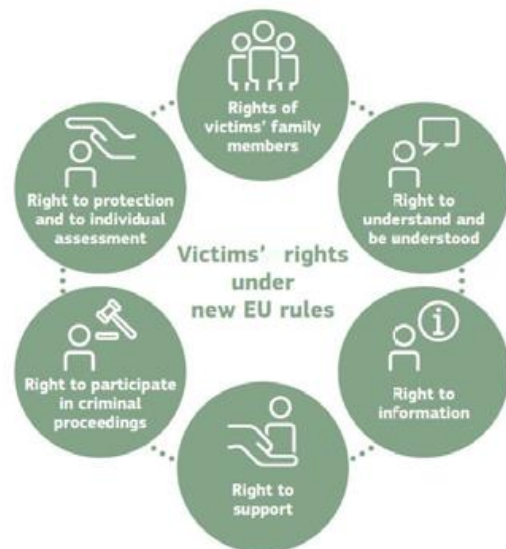 Rights of
victims' family
members
Right to
understand and
be understood
Right to
information
Right to
support
Right to participate
in criminal
proceedings
Right to protection
and to individual
assessment
Victims' rights
under
new EU rules